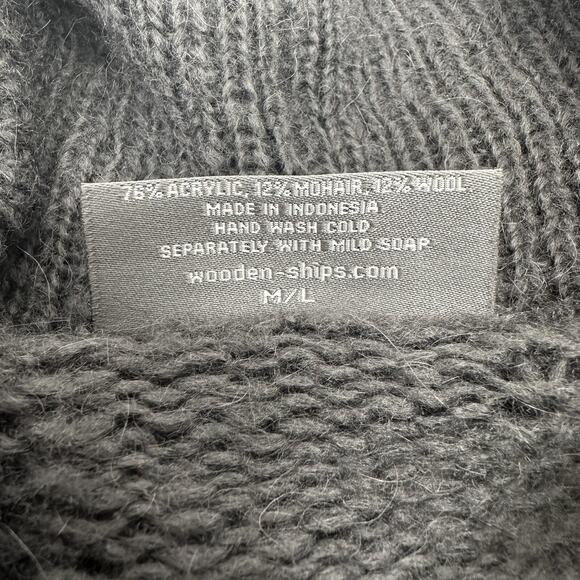 76% ACRYLIC, 12% MOHAIR, 12% WOOL
MADE IN INDONESIA
HAND WASH COLD
SEPARATELY WITH MILD SOAP
wooden-ships.com
M/L